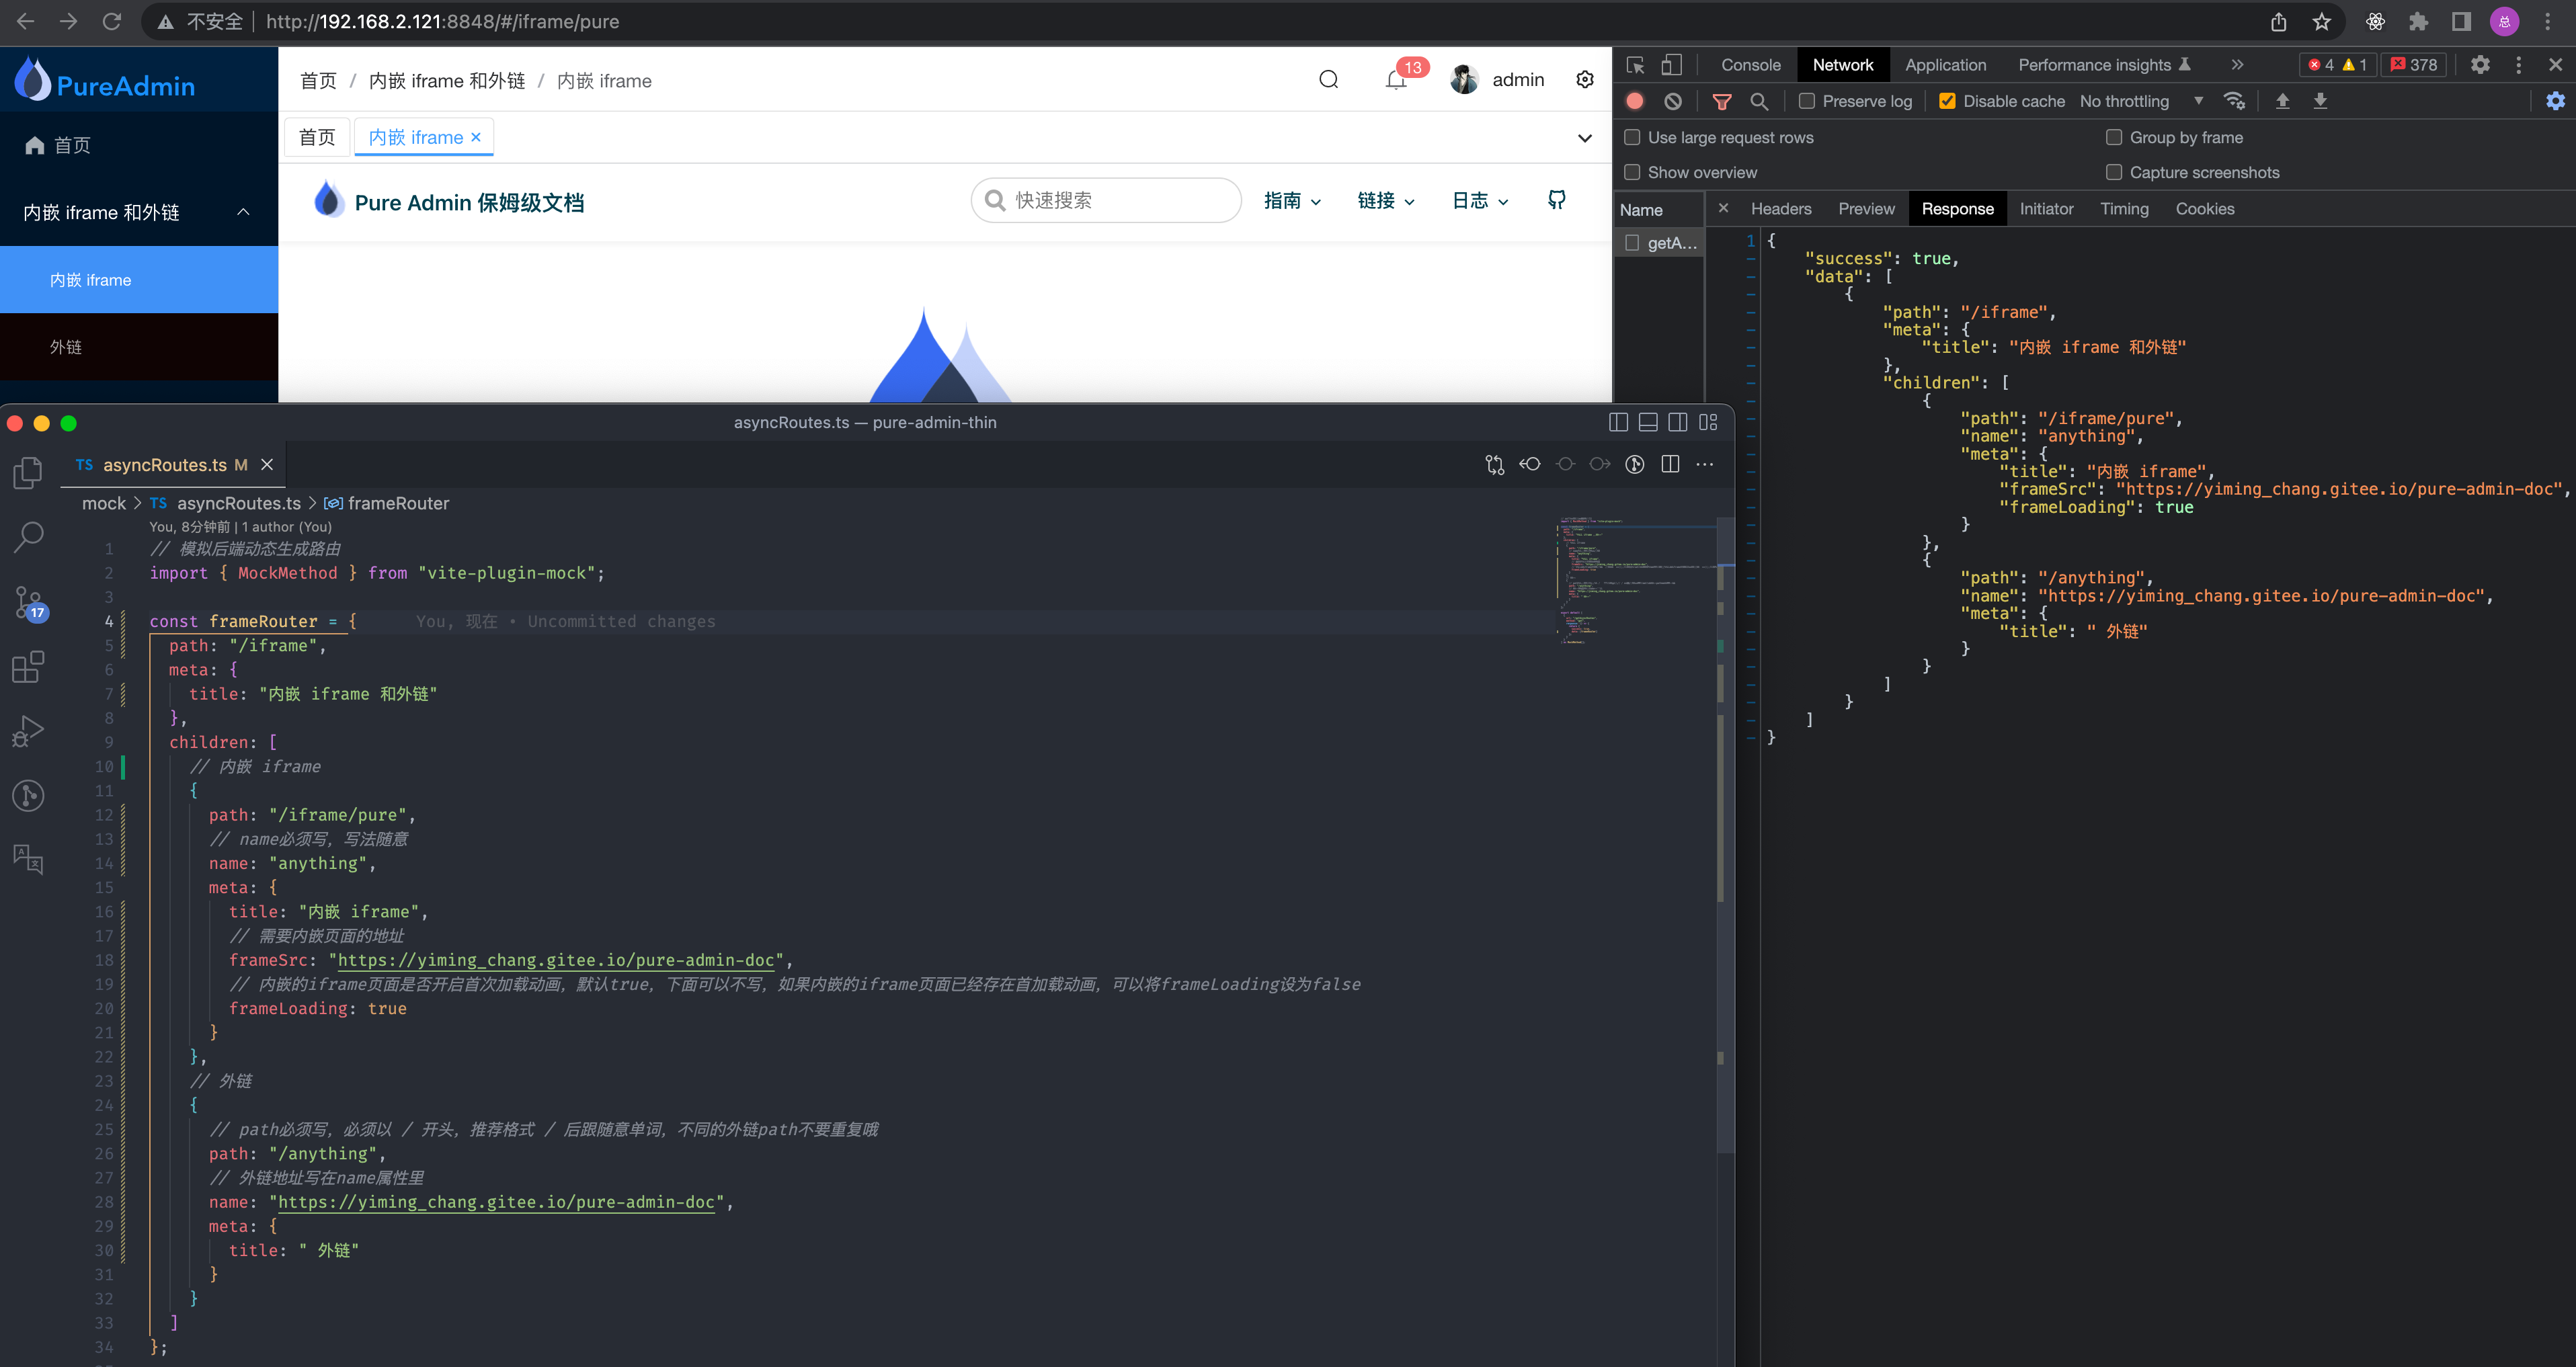 不安全 | http://192.168.2.121:8848/#/iframe/pure
PureAdmin
首页
内嵌 iframe 和外链
内嵌 iframe
外链
首页 / 内嵌 iframe 和外链 / 内嵌 iframe
13
admin
首页
内嵌 iframe
Pure Admin 保姆级文档
快速搜索
指南
链接
日志
Console
Network
Application
Performance insights
4
1
378
Preserve log
Disable cache
No throttling
Use large request rows
Group by frame
Show overview
Capture screenshots
Name
Headers
Preview
Response
Initiator
Timing
Cookies
getA...
1 {
"success": true,
"data": [
{
"path": "/iframe",
"meta": {
"title": "内嵌 iframe 和外链"
},
"children": [
{
"path": "/iframe/pure",
"name": "anything",
"meta": {
"title": "内嵌 iframe",
"frameSrc": "https://yiming_chang.gitee.io/pure-admin-doc",
"frameLoading": true
}
},
{
"path": "/anything",
"name": "https://yiming_chang.gitee.io/pure-admin-doc",
"meta": {
"title": " 外链"
}
}
]
}
]
}
asyncRoutes.ts — pure-admin-thin
TS asyncRoutes.ts M
17
mock > TS asyncRoutes.ts > frameRouter
You, 8分钟前 | 1 author (You)
1 // 模拟后端动态生成路由
2 import { MockMethod } from "vite-plugin-mock";
3
4 const frameRouter = { You, 现在 • Uncommitted changes
5 path: "/iframe",
6 meta: {
7 title: "内嵌 iframe 和外链"
8 },
9 children: [
10 // 内嵌 iframe
11 {
12 path: "/iframe/pure",
13 // name必须写，写法随意
14 name: "anything",
15 meta: {
16 title: "内嵌 iframe",
17 // 需要内嵌页面的地址
18 frameSrc: "https://yiming_chang.gitee.io/pure-admin-doc",
19 // 内嵌的iframe页面是否开启首次加载动画，默认true，下面可以不写，如果内嵌的iframe页面已经存在首加载动画，可以将frameLoading设为false
20 frameLoading: true
21 }
22 },
23 // 外链
24 {
25 // path必须写，必须以 / 开头，推荐格式 / 后跟随意单词，不同的外链path不要重复哦
26 path: "/anything",
27 // 外链地址写在name属性里
28 name: "https://yiming_chang.gitee.io/pure-admin-doc",
29 meta: {
30 title: " 外链"
31 }
32 }
33 ]
34 };